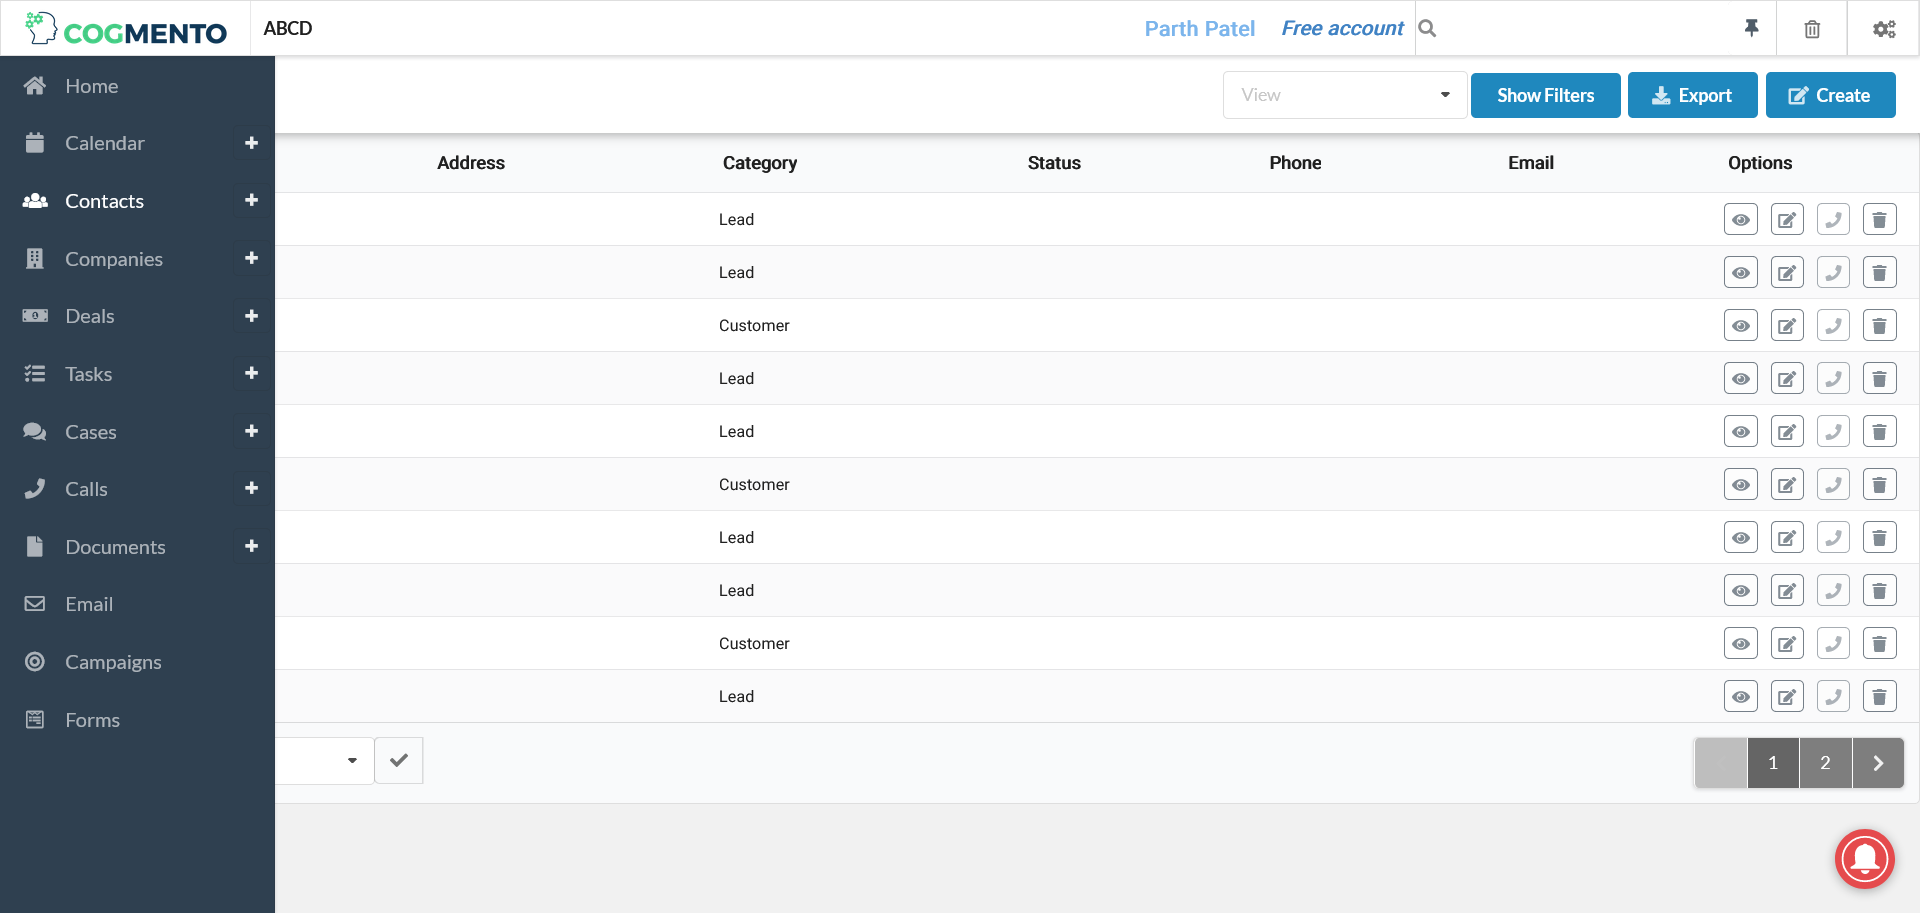 COGMENTO
ABCD
Parth Patel
Free account
Home
Calendar
Contacts
Companies
Deals
Tasks
Cases
Calls
Documents
Email
Campaigns
Forms
View
Show Filters
Export
Create
Address Category Status Phone Email Options
Lead
Lead
Customer
Lead
Lead
Customer
Lead
Lead
Customer
Lead
1 2